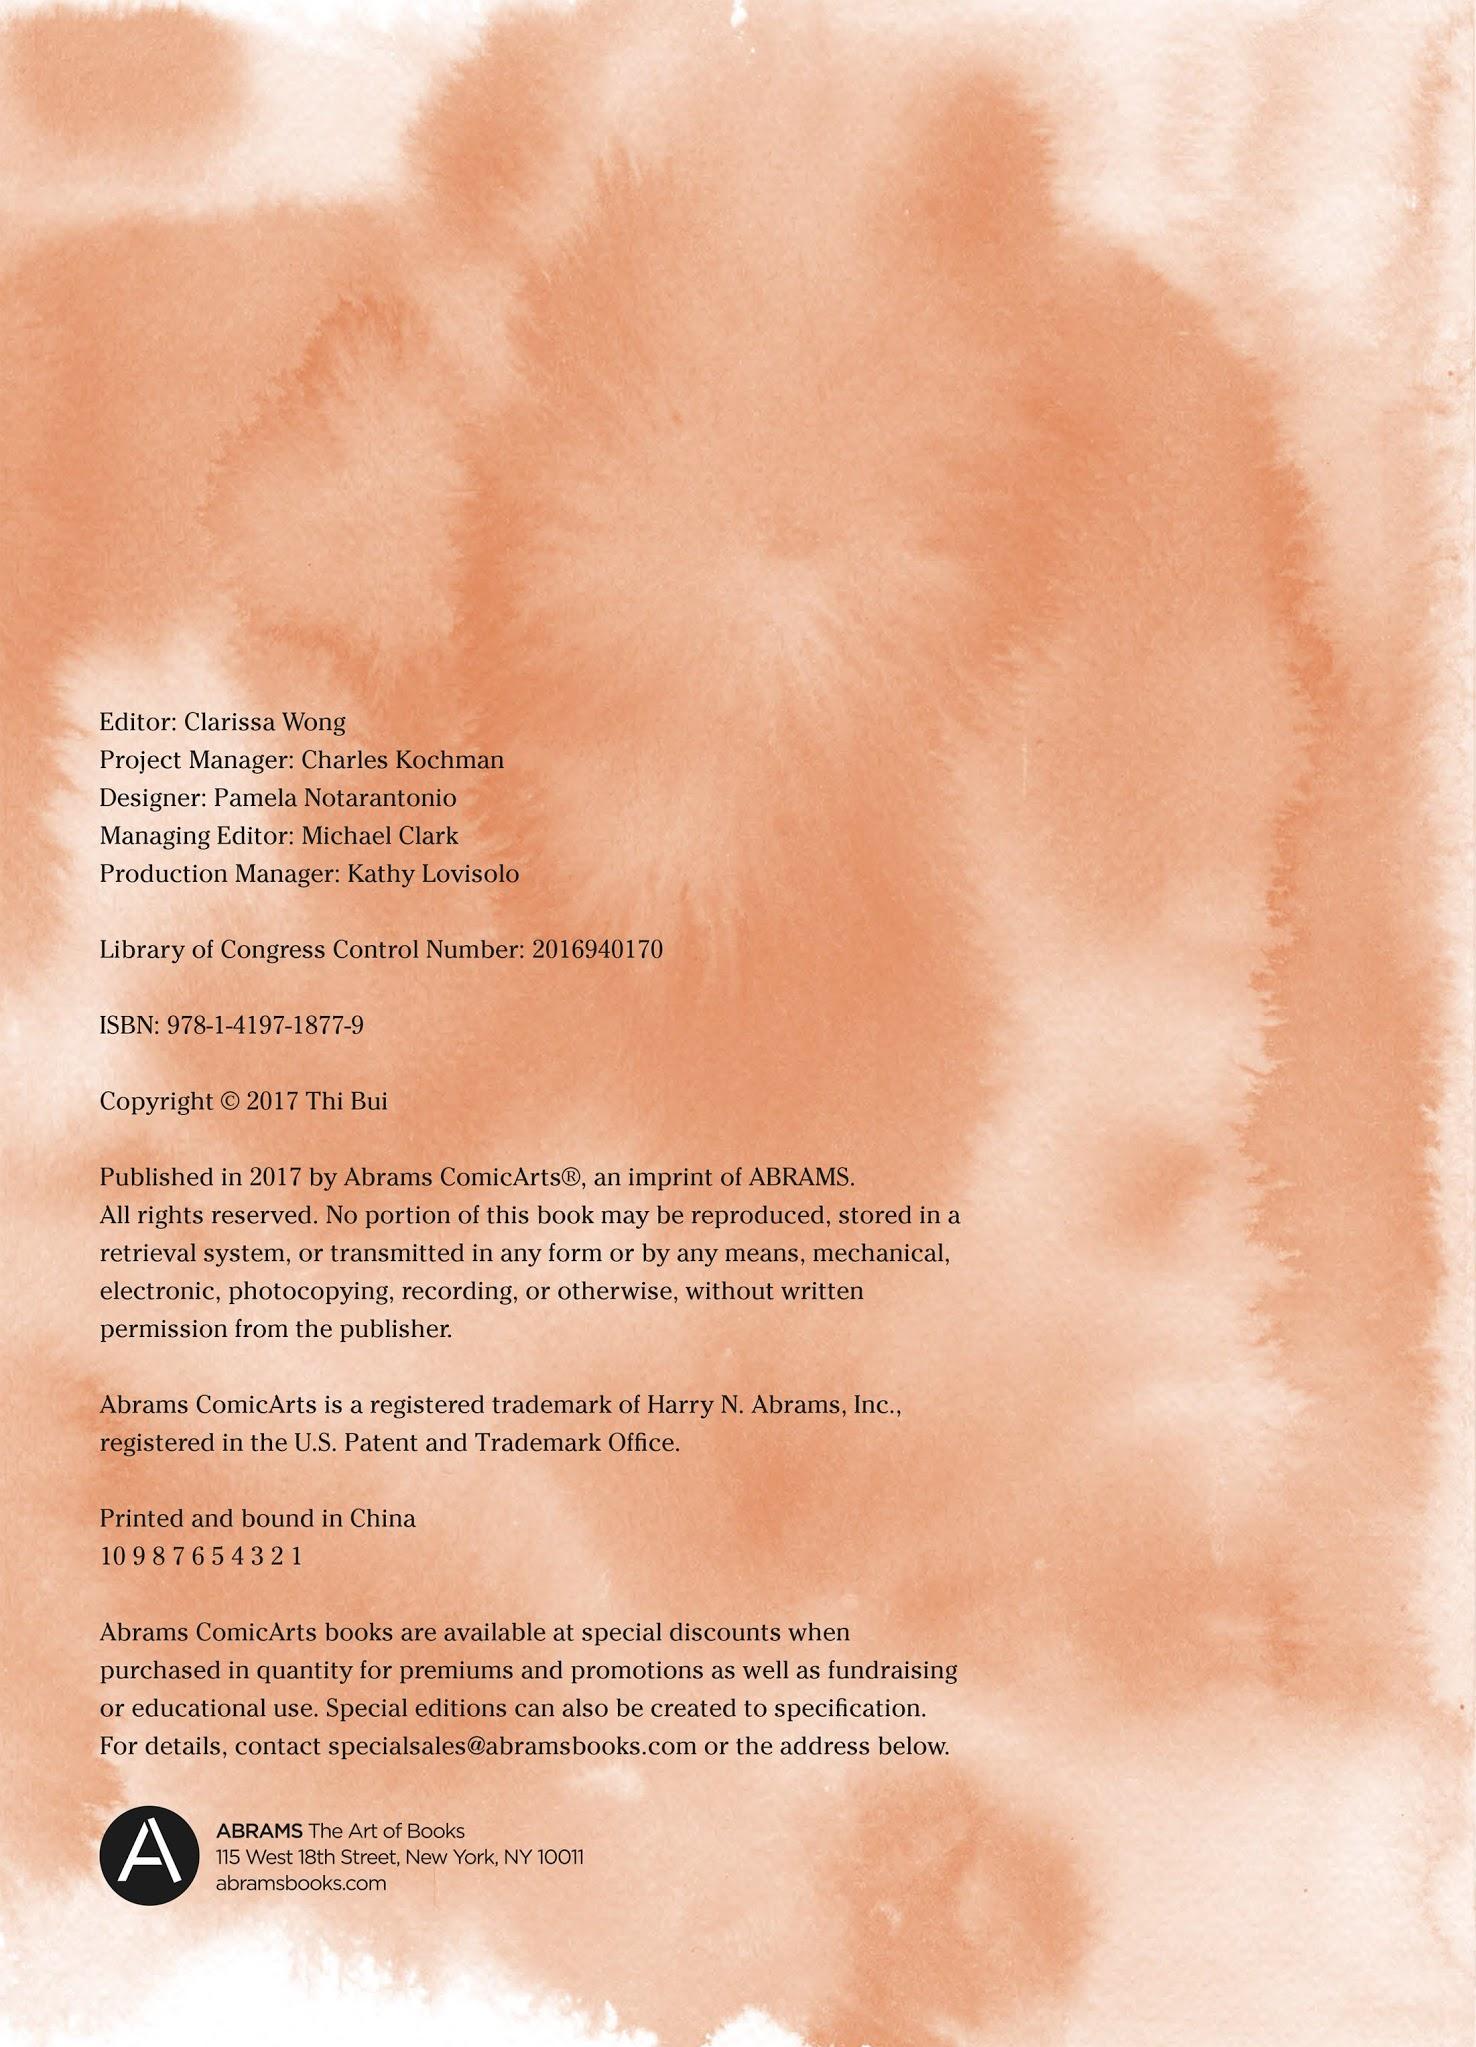 Editor: Clarissa Wong
Project Manager: Charles Kochman
Designer: Pamela Notarantonio
Managing Editor: Michael Clark
Production Manager: Kathy Lovisolo
Library of Congress Control Number: 2016940170
ISBN: 978-1-4197-1877-9
Copyright © 2017 Thi Bui
Published in 2017 by Abrams ComicArts®, an imprint of ABRAMS.
All rights reserved. No portion of this book may be reproduced, stored in a
retrieval system, or transmitted in any form or by any means, mechanical,
electronic, photocopying, recording, or otherwise, without written
permission from the publisher.
Abrams ComicArts is a registered trademark of Harry N. Abrams, Inc.,
registered in the U.S. Patent and Trademark Office.
Printed and bound in China
10 9 8 7 6 5 4 3 2 1
Abrams ComicArts books are available at special discounts when
purchased in quantity for premiums and promotions as well as fundraising
or educational use. Special editions can also be created to specification.
For details, contact specialsales@abramsbooks.com or the address below.
A
ABRAMS The Art of Books
115 West 18th Street, New York, NY 10011
abramsbooks.com